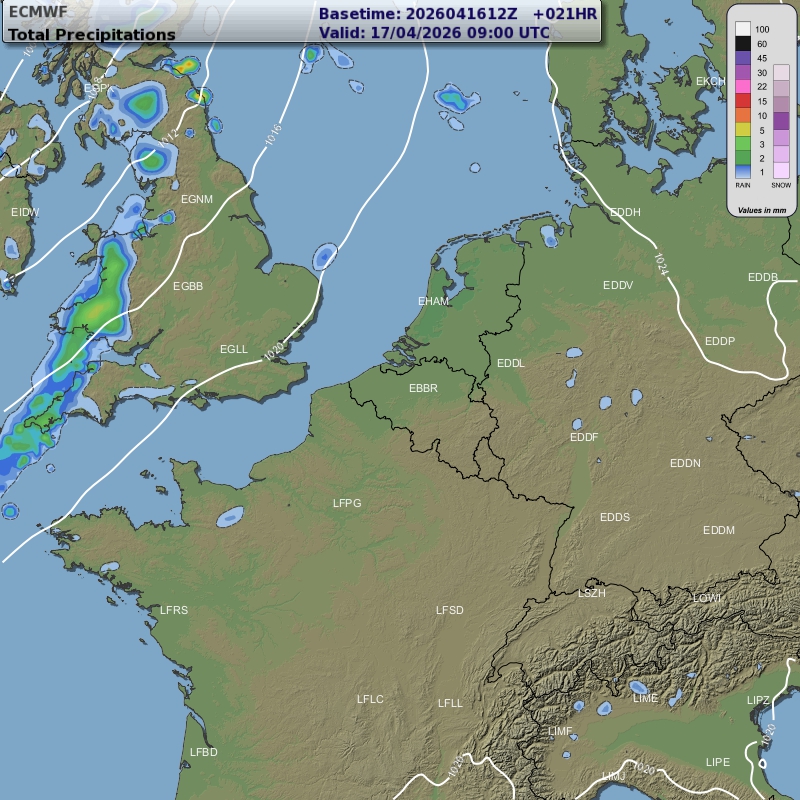 ECMWF
Basetime: 2026041612Z +021HR
Total Precipitations
Valid: 17/04/2026 09:00 UTC
100
60
45
30
22
15
10
5
3
2
1
RAIN
SNOW
Values in mm
EKCH
1012
1016
EIDW
EGNM
EDDH
1024
EGBB
EHAM
EDDV
EDDB
EGLL
1020
EDDP
EDDL
EBBR
EDDF
EDDN
LFPG
EDDS
EDDM
LSZH
LOWI
LFRS
LFSD
LFLC
LFLL
LIME
LIPZ
LIMF
1020
LFBD
1020
1020
LIPE
LIMJ